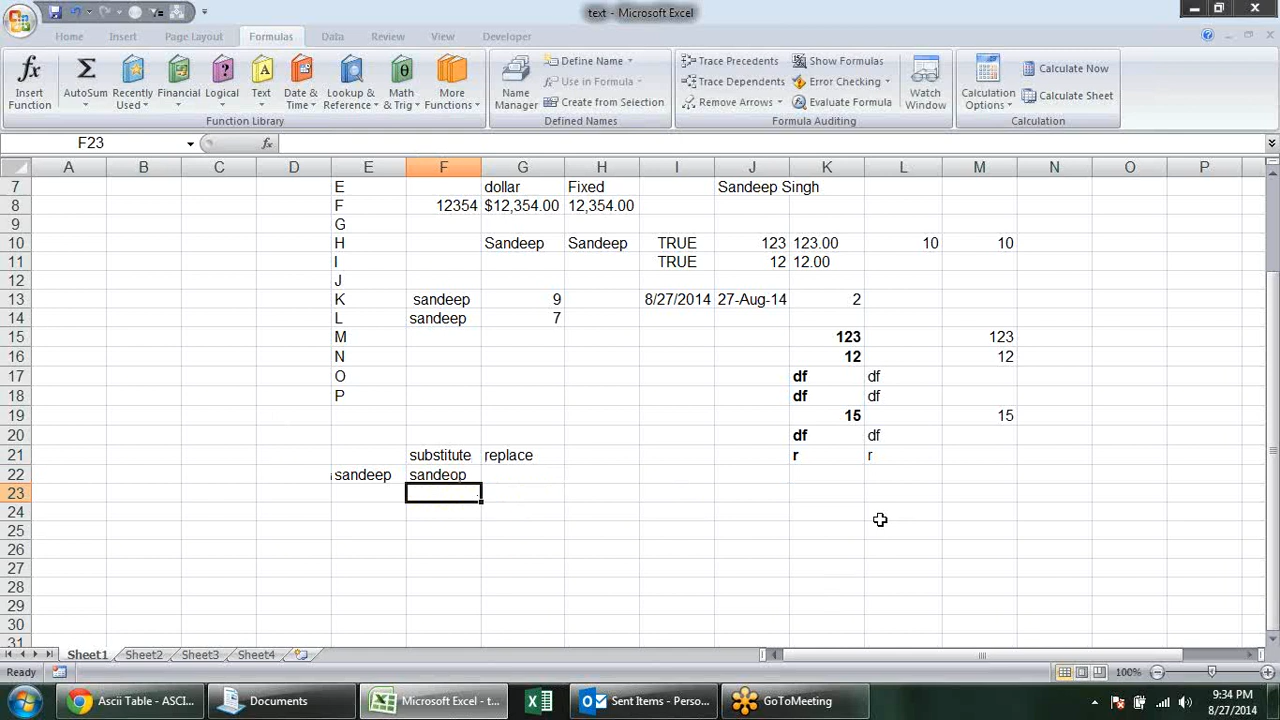 text - Microsoft Excel
Home Insert Page Layout Formulas Data Review View Developer
Insert Function
AutoSum
Recently Used
Financial
Logical
Text
Date & Time
Lookup & Reference
Math & Trig
More Functions
Function Library
Name Manager
Define Name
Use in Formula
Create from Selection
Defined Names
Trace Precedents
Trace Dependents
Remove Arrows
Show Formulas
Error Checking
Evaluate Formula
Formula Auditing
Watch Window
Calculation Options
Calculate Now
Calculate Sheet
Calculation
F23 fx
A B C D E F G H I J K L M N O P
7 E dollar Fixed Sandeep Singh
8 F 12354 $12,354.00 12,354.00
9 G
10 H Sandeep Sandeep TRUE 123 123.00 10 10
11 I TRUE 12 12.00
12 J
13 K sandeep 9 8/27/2014 27-Aug-14 2
14 L sandeep 7
15 M 123 123
16 N 12 12
17 O df df
18 P df df
19 15 15
20 df df
21 substitute replace r r
22 sandeep sandeop
23
24
25
26
27
28
29
30
31
Sheet1 Sheet2 Sheet3 Sheet4
Ready 100%
Ascii Table - ASCI... Documents Microsoft Excel - t... Sent Items - Perso... GoToMeeting 9:34 PM
8/27/2014